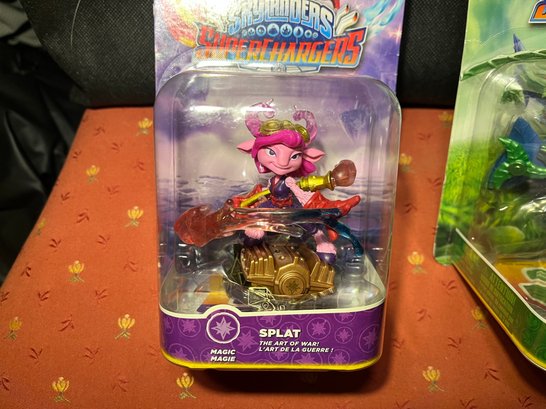 SKYLANDERS
SUPERCHARGERS
SPLAT
THE ART OF WAR!
L'ART DE LA GUERRE !
MAGIC
MAGIE